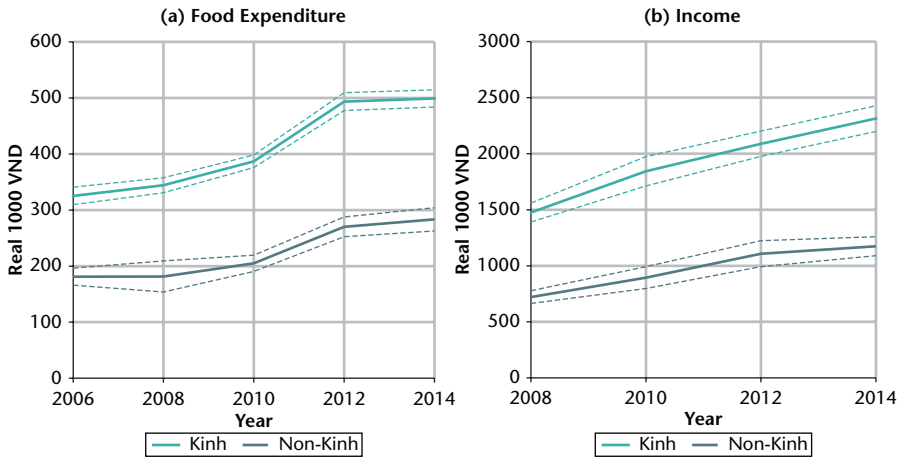 (a) Food Expenditure
600
500
400
300
200
100
0
Real 1000 VND
2006 2008 2010 2012 2014
Year
Kinh Non-Kinh
(b) Income
3000
2500
2000
1500
1000
500
0
Real 1000 VND
2008 2010 2012 2014
Year
Kinh Non-Kinh